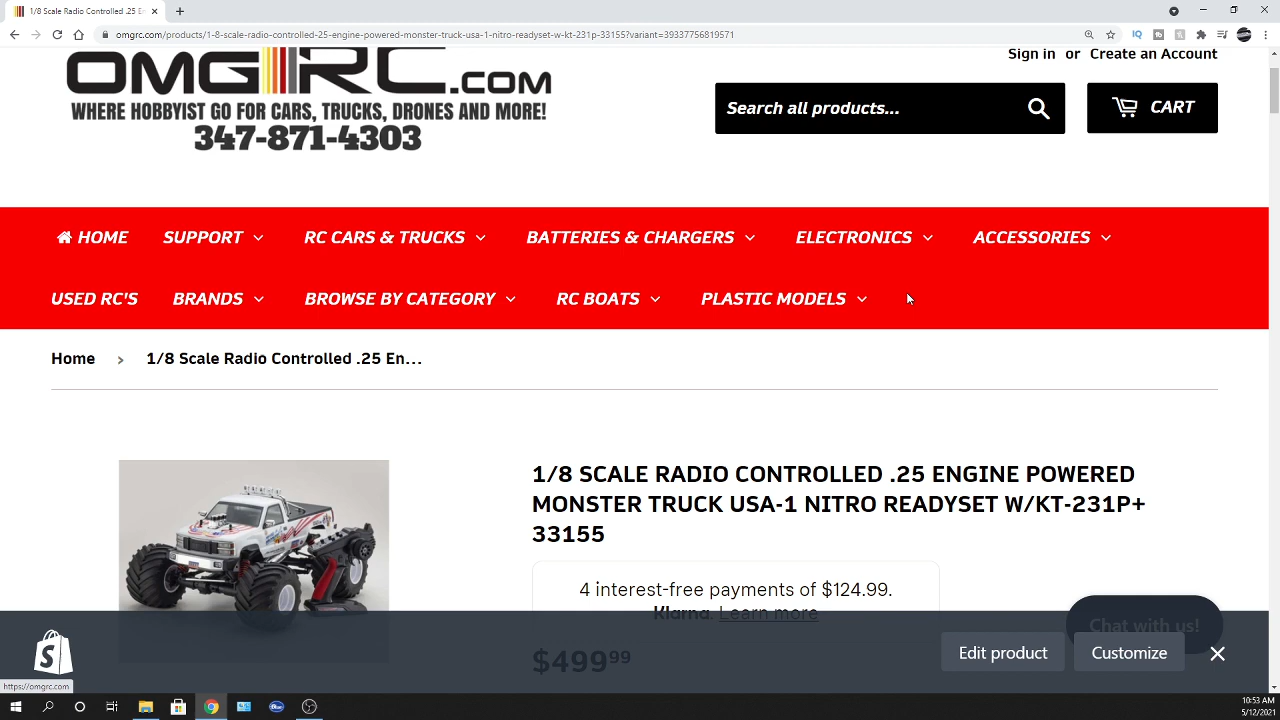 1/8 Scale Radio Controlled .25 En
omgrc.com/products/1-8-scale-radio-controlled-25-engine-powered-monster-truck-usa-1-nitro-readyset-w-kt-231p-33155?variant=39337756819571
IQ
OMG RC.COM
WHERE HOBBYIST GO FOR CARS, TRUCKS, DRONES AND MORE!
347-871-4303
Sign in or Create an Account
Search all products...
CART
HOME SUPPORT RC CARS & TRUCKS BATTERIES & CHARGERS ELECTRONICS ACCESSORIES
USED RC'S BRANDS BROWSE BY CATEGORY RC BOATS PLASTIC MODELS
Home › 1/8 Scale Radio Controlled .25 En...
1/8 SCALE RADIO CONTROLLED .25 ENGINE POWERED
MONSTER TRUCK USA-1 NITRO READYSET W/KT-231P+
33155
4 interest-free payments of $124.99.
Klarna. Learn more
$499.99
Chat with us!
Edit product
Customize
https://omgrc.com
10:53 AM
5/12/2021